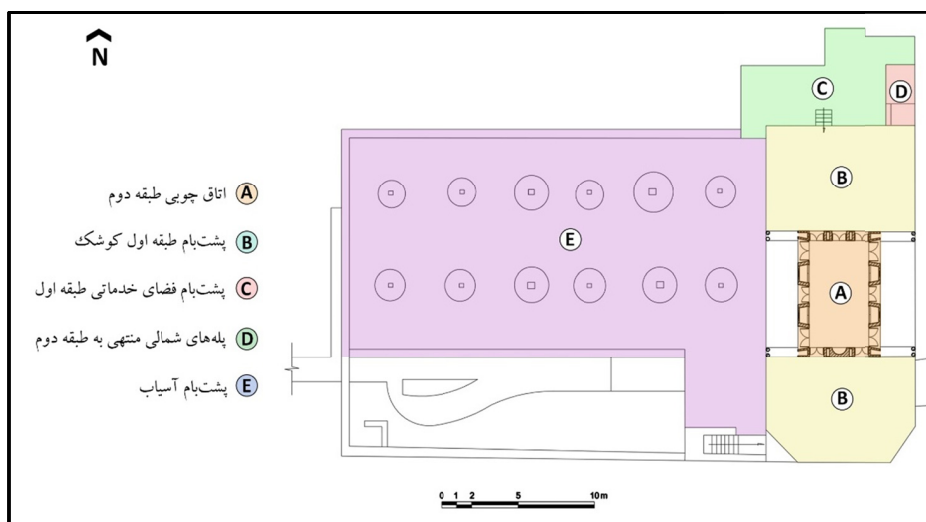 N
C
D
B
E
A
B
A اتاق چوبی طبقه دوم
B پشت‌بام طبقه اول کوشک
C پشت‌بام فضای خدماتی طبقه اول
D پله‌های شمالی منتهی به طبقه دوم
E پشت‌بام آسیاب
0 1 2 5 10 m